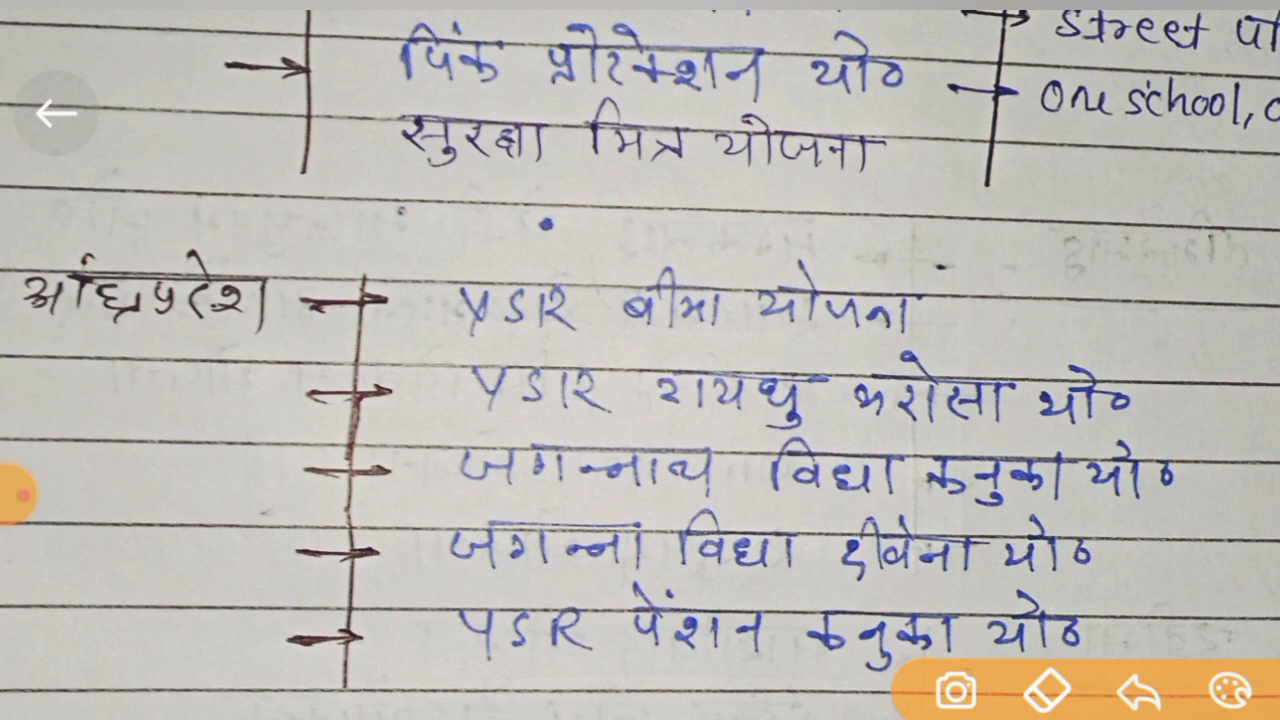 street
पिंक प्रोटेक्शन यो० → one school,
सुरक्षा मित्र योजना
आंध्रप्रदेश → YSR बीमा योजना
→ YSR रायथु भरोसा यो०
→ जगन्नाथ विधा कनुका यो०
→ जगन्ना विधा दीवेना यो०
→ YSR पेंशन कनुका यो०